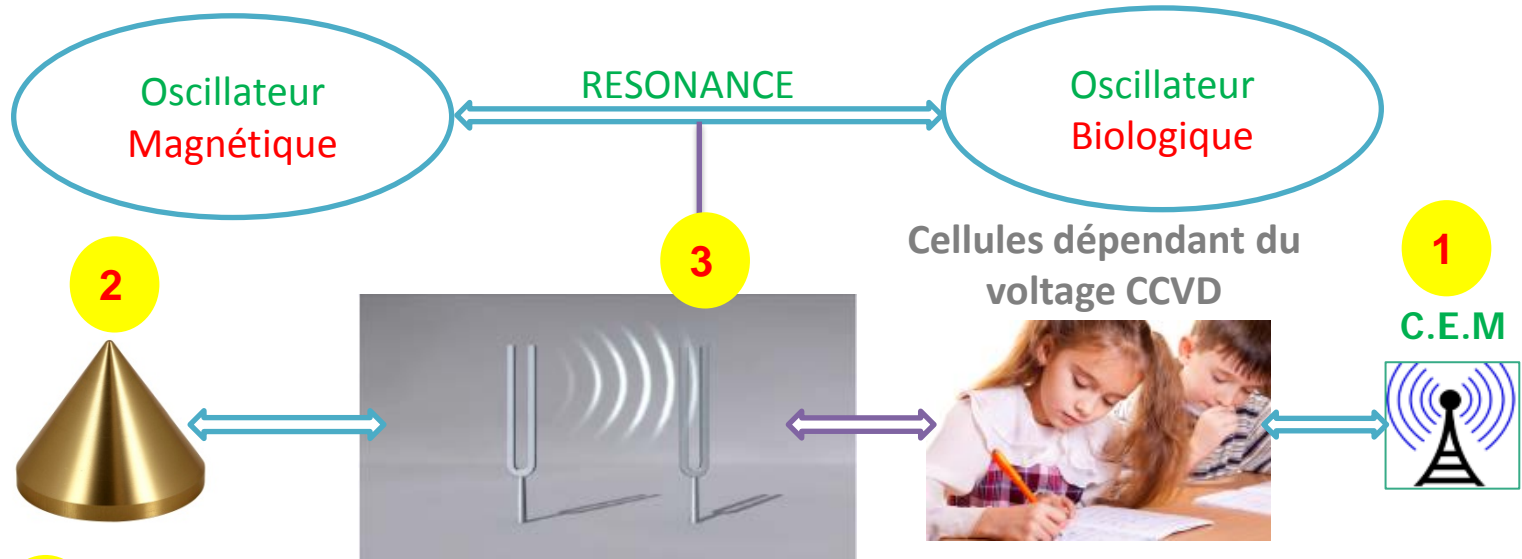 Oscillateur
Magnétique
RESONANCE
Oscillateur
Biologique
2
3
Cellules dépendant du
voltage CCVD
1
C.E.M